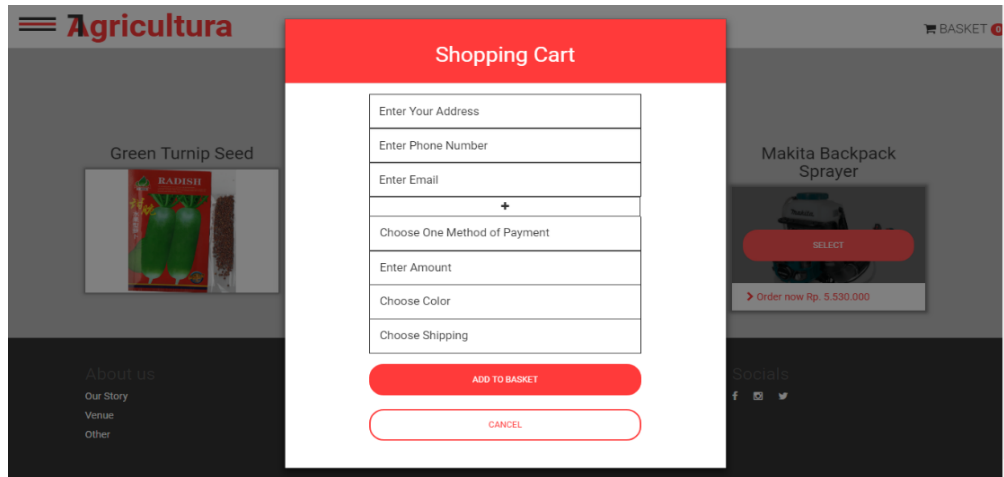 Agricultura
BASKET 0
Shopping Cart
Enter Your Address
Enter Phone Number
Enter Email
+
Choose One Method of Payment
Enter Amount
Choose Color
Choose Shipping
ADD TO BASKET
CANCEL
Green Turnip Seed
RADISH
Makita Backpack
Sprayer
SELECT
Order now Rp. 5.530.000
About us
Our Story
Venue
Other
Socials